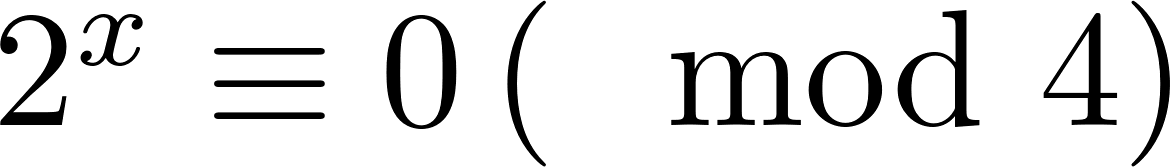 2^x ≡ 0 ( mod 4)